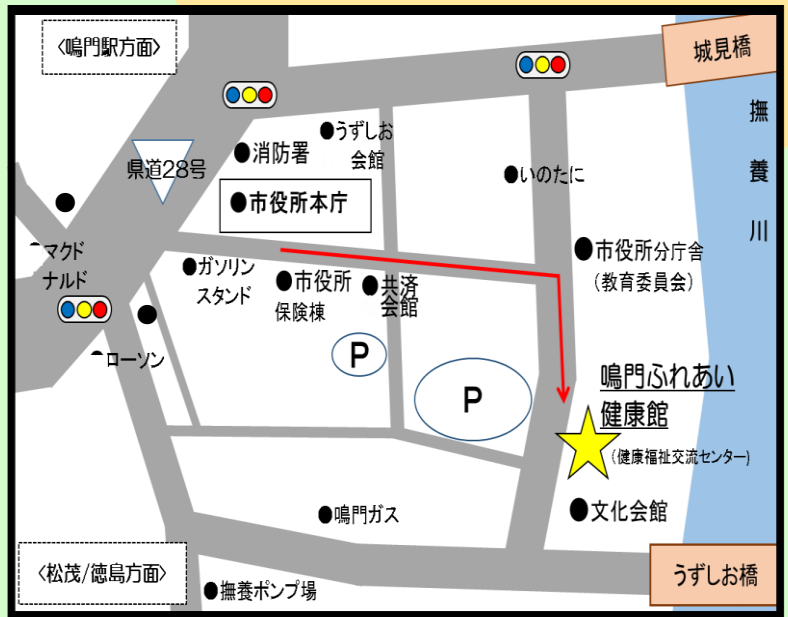 〈鳴門駅方面〉
城見橋
撫養川
県道28号
●消防署
●うずしお
会館
●いのたに
●市役所本庁
マクド
ナルド
●ガソリン
スタンド
●市役所
保険棟
●共済
会館
●市役所分庁舎
（教育委員会）
ローソン
P
P
鳴門ふれあい
健康館
（健康福祉交流センター）
●鳴門ガス
●文化会館
〈松茂/徳島方面〉
●撫養ポンプ場
うずしお橋